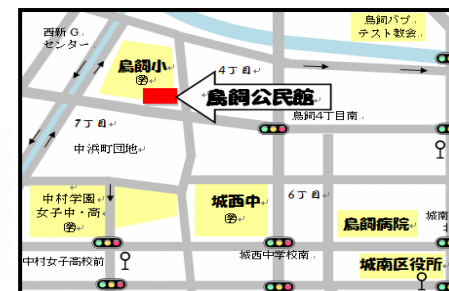 西新G
センター
鳥飼バプ
テスト教会
鳥飼小
㊫
4丁目
鳥飼公民館
鳥飼4丁目南
7丁目
中浜町団地
中村学園
女子中・高
㊫
城西中
㊫
6丁目
鳥飼病院
城南
中村女子高校前
城西中学校南
城南区役所